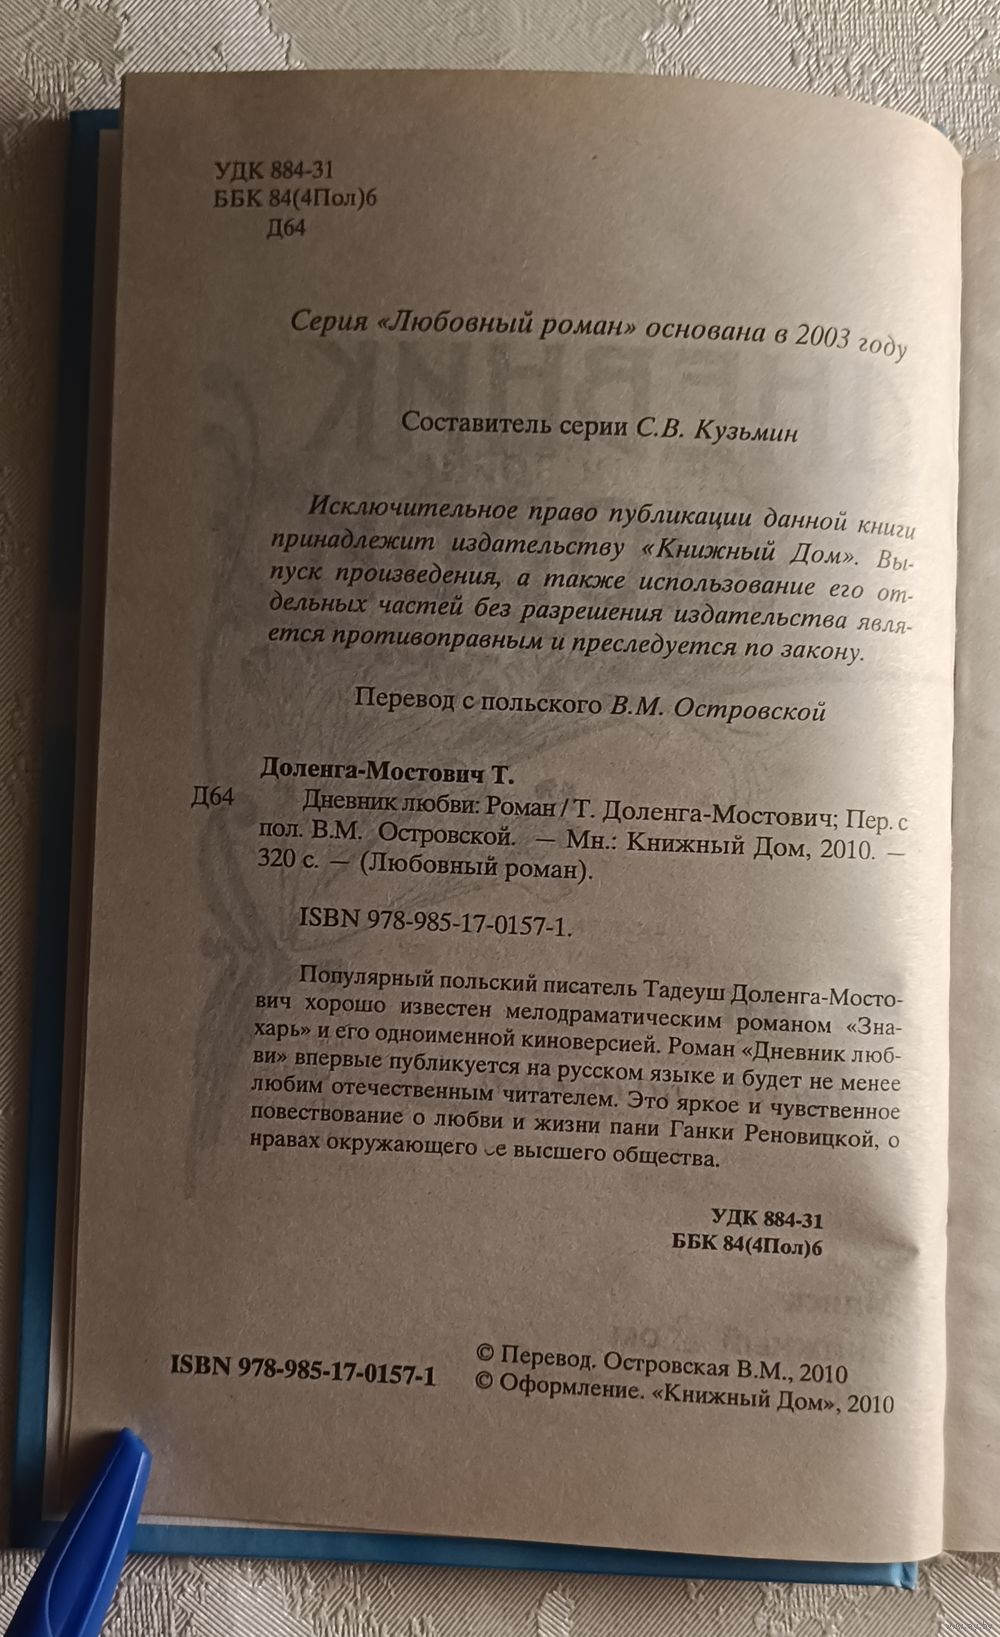 УДК 884-31
ББК 84(4Пол)6
Д64
Серия «Любовный роман» основана в 2003 году
Составитель серии С.В. Кузьмин
Исключительное право публикации данной книги
принадлежит издательству «Книжный Дом». Вы-
пуск произведения, а также использование его от-
дельных частей без разрешения издательства явля-
ется противоправным и преследуется по закону.
Перевод с польского В.М. Островской
Доленга-Мостович Т.
Д64 Дневник любви: Роман / Т. Доленга-Мостович; Пер. с
пол. В.М. Островской. — Мн.: Книжный Дом, 2010. —
320 с. — (Любовный роман).
ISBN 978-985-17-0157-1.
Популярный польский писатель Тадеуш Доленга-Мосто-
вич хорошо известен мелодраматическим романом «Зна-
харь» и его одноименной киноверсией. Роман «Дневник люб-
ви» впервые публикуется на русском языке и будет не менее
любим отечественным читателем. Это яркое и чувственное
повествование о любви и жизни пани Ганки Реновицкой, о
нравах окружающего ее высшего общества.
УДК 884-31
ББК 84(4Пол)6
ISBN 978-985-17-0157-1
© Перевод. Островская В.М., 2010
© Оформление. «Книжный Дом», 2010